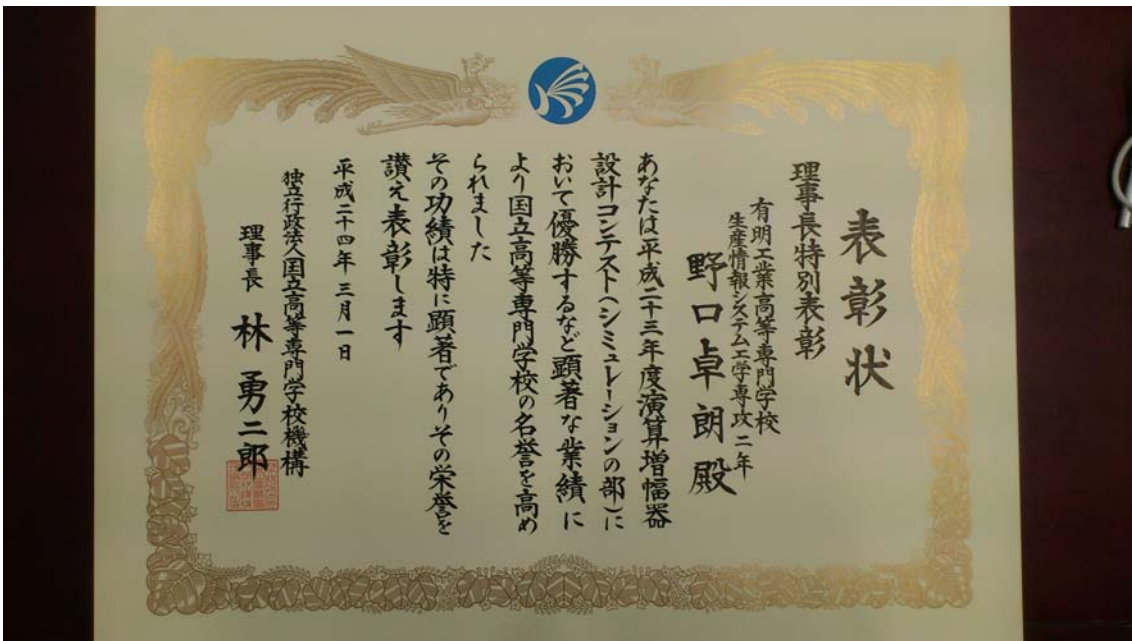 表彰状
理事長特別表彰
有明工業高等専門学校
生産情報システム工学専攻二年
野口卓朗殿
あなたは平成二十三年度演算増幅器
設計コンテスト(シミュレーションの部)に
おいて優勝するなど顕著な業績に
より国立高等専門学校の名誉を高め
られました
その功績は特に顕著でありその栄誉を
讃え表彰します
平成二十四年三月一日
独立行政法人国立高等専門学校機構
理事長 林勇二郎